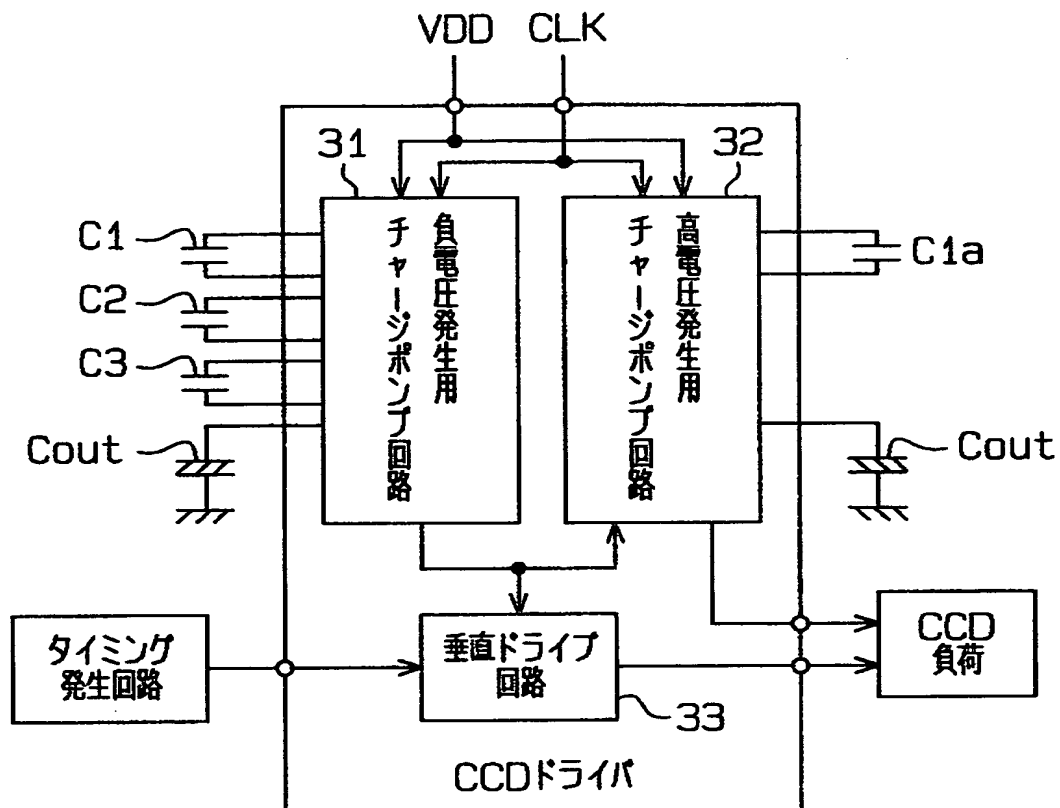 VDD CLK
31
32
C1
C2
C3
Cout
負電圧発生用
チャージポンプ回路
高電圧発生用
チャージポンプ回路
C1a
Cout
タイミング
発生回路
垂直ドライブ
回路
33
CCD
負荷
CCDドライバ